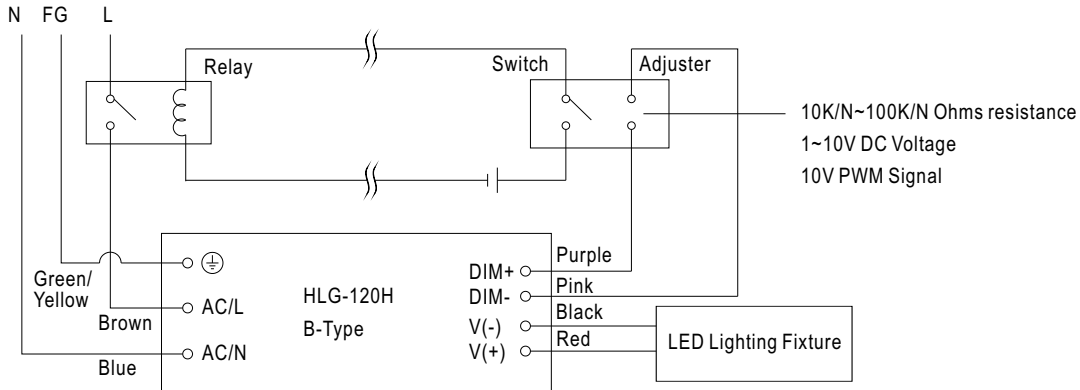 N FG L
Relay
Switch
Adjuster
10K/N~100K/N Ohms resistance
1~10V DC Voltage
10V PWM Signal
Green/
Yellow
Brown
Blue
AC/L
AC/N
HLG-120H
B-Type
DIM+
DIM-
V(-)
V(+)
Purple
Pink
Black
Red
LED Lighting Fixture